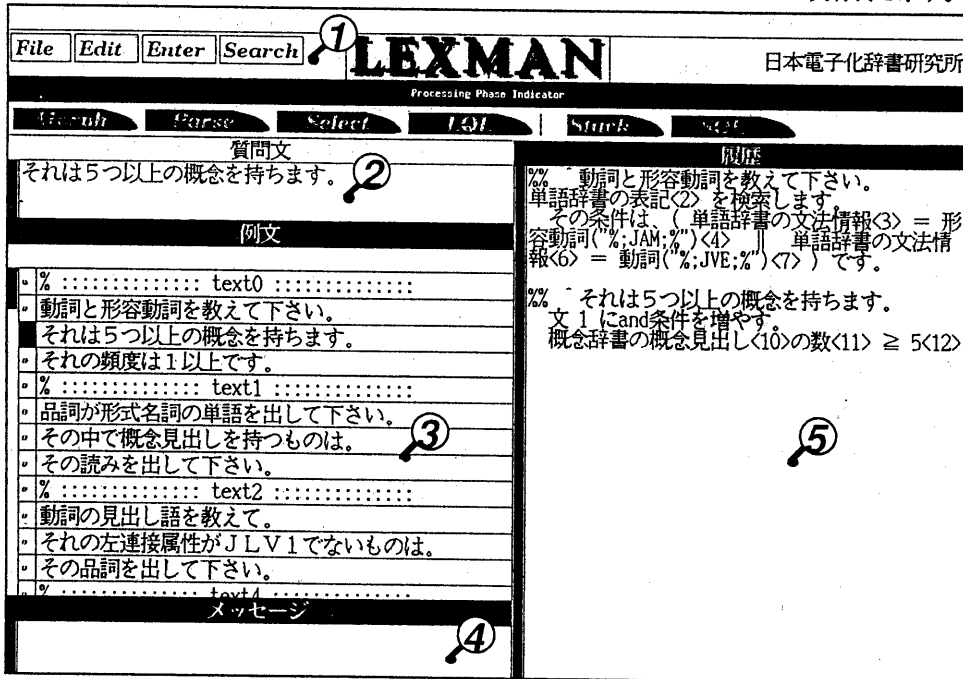 File Edit Enter Search ① LEXMAN 日本電子化辞書研究所
Processing Phase Indicator
Morph Parse Select LQL Stack SQL
質問文
それは5つ以上の概念を持ちます。 ②
例文
% :::::::::::::: text0 ::::::::::::::
動詞と形容動詞を教えて下さい。
それは5つ以上の概念を持ちます。
それの頻度は1以上です。
% :::::::::::::: text1 ::::::::::::::
品詞が形式名詞の単語を出して下さい。
その中で概念見出しを持つものは。 ③
その読みを出して下さい。
% :::::::::::::: text2 ::::::::::::::
動詞の見出し語を教えて。
それの左連接属性がJLV1でないものは。
その品詞を出して下さい。
% :::::::::::::: text4 ::::::::::::::
メッセージ
④
履歴
%% ^ 動詞と形容動詞を教えて下さい。
単語辞書の表記<2> を検索します。
その条件は、( 単語辞書の文法情報<3> = 形
容動詞("%;JAM;%")<4> ‖ 単語辞書の文法情
報<6> = 動詞("%;JVE;%")<7> ) です。
%% ^ それは5つ以上の概念を持ちます。
文 1 にand条件を増やす。
概念辞書の概念見出し<10>の数<11> ≧ 5<12>
⑤